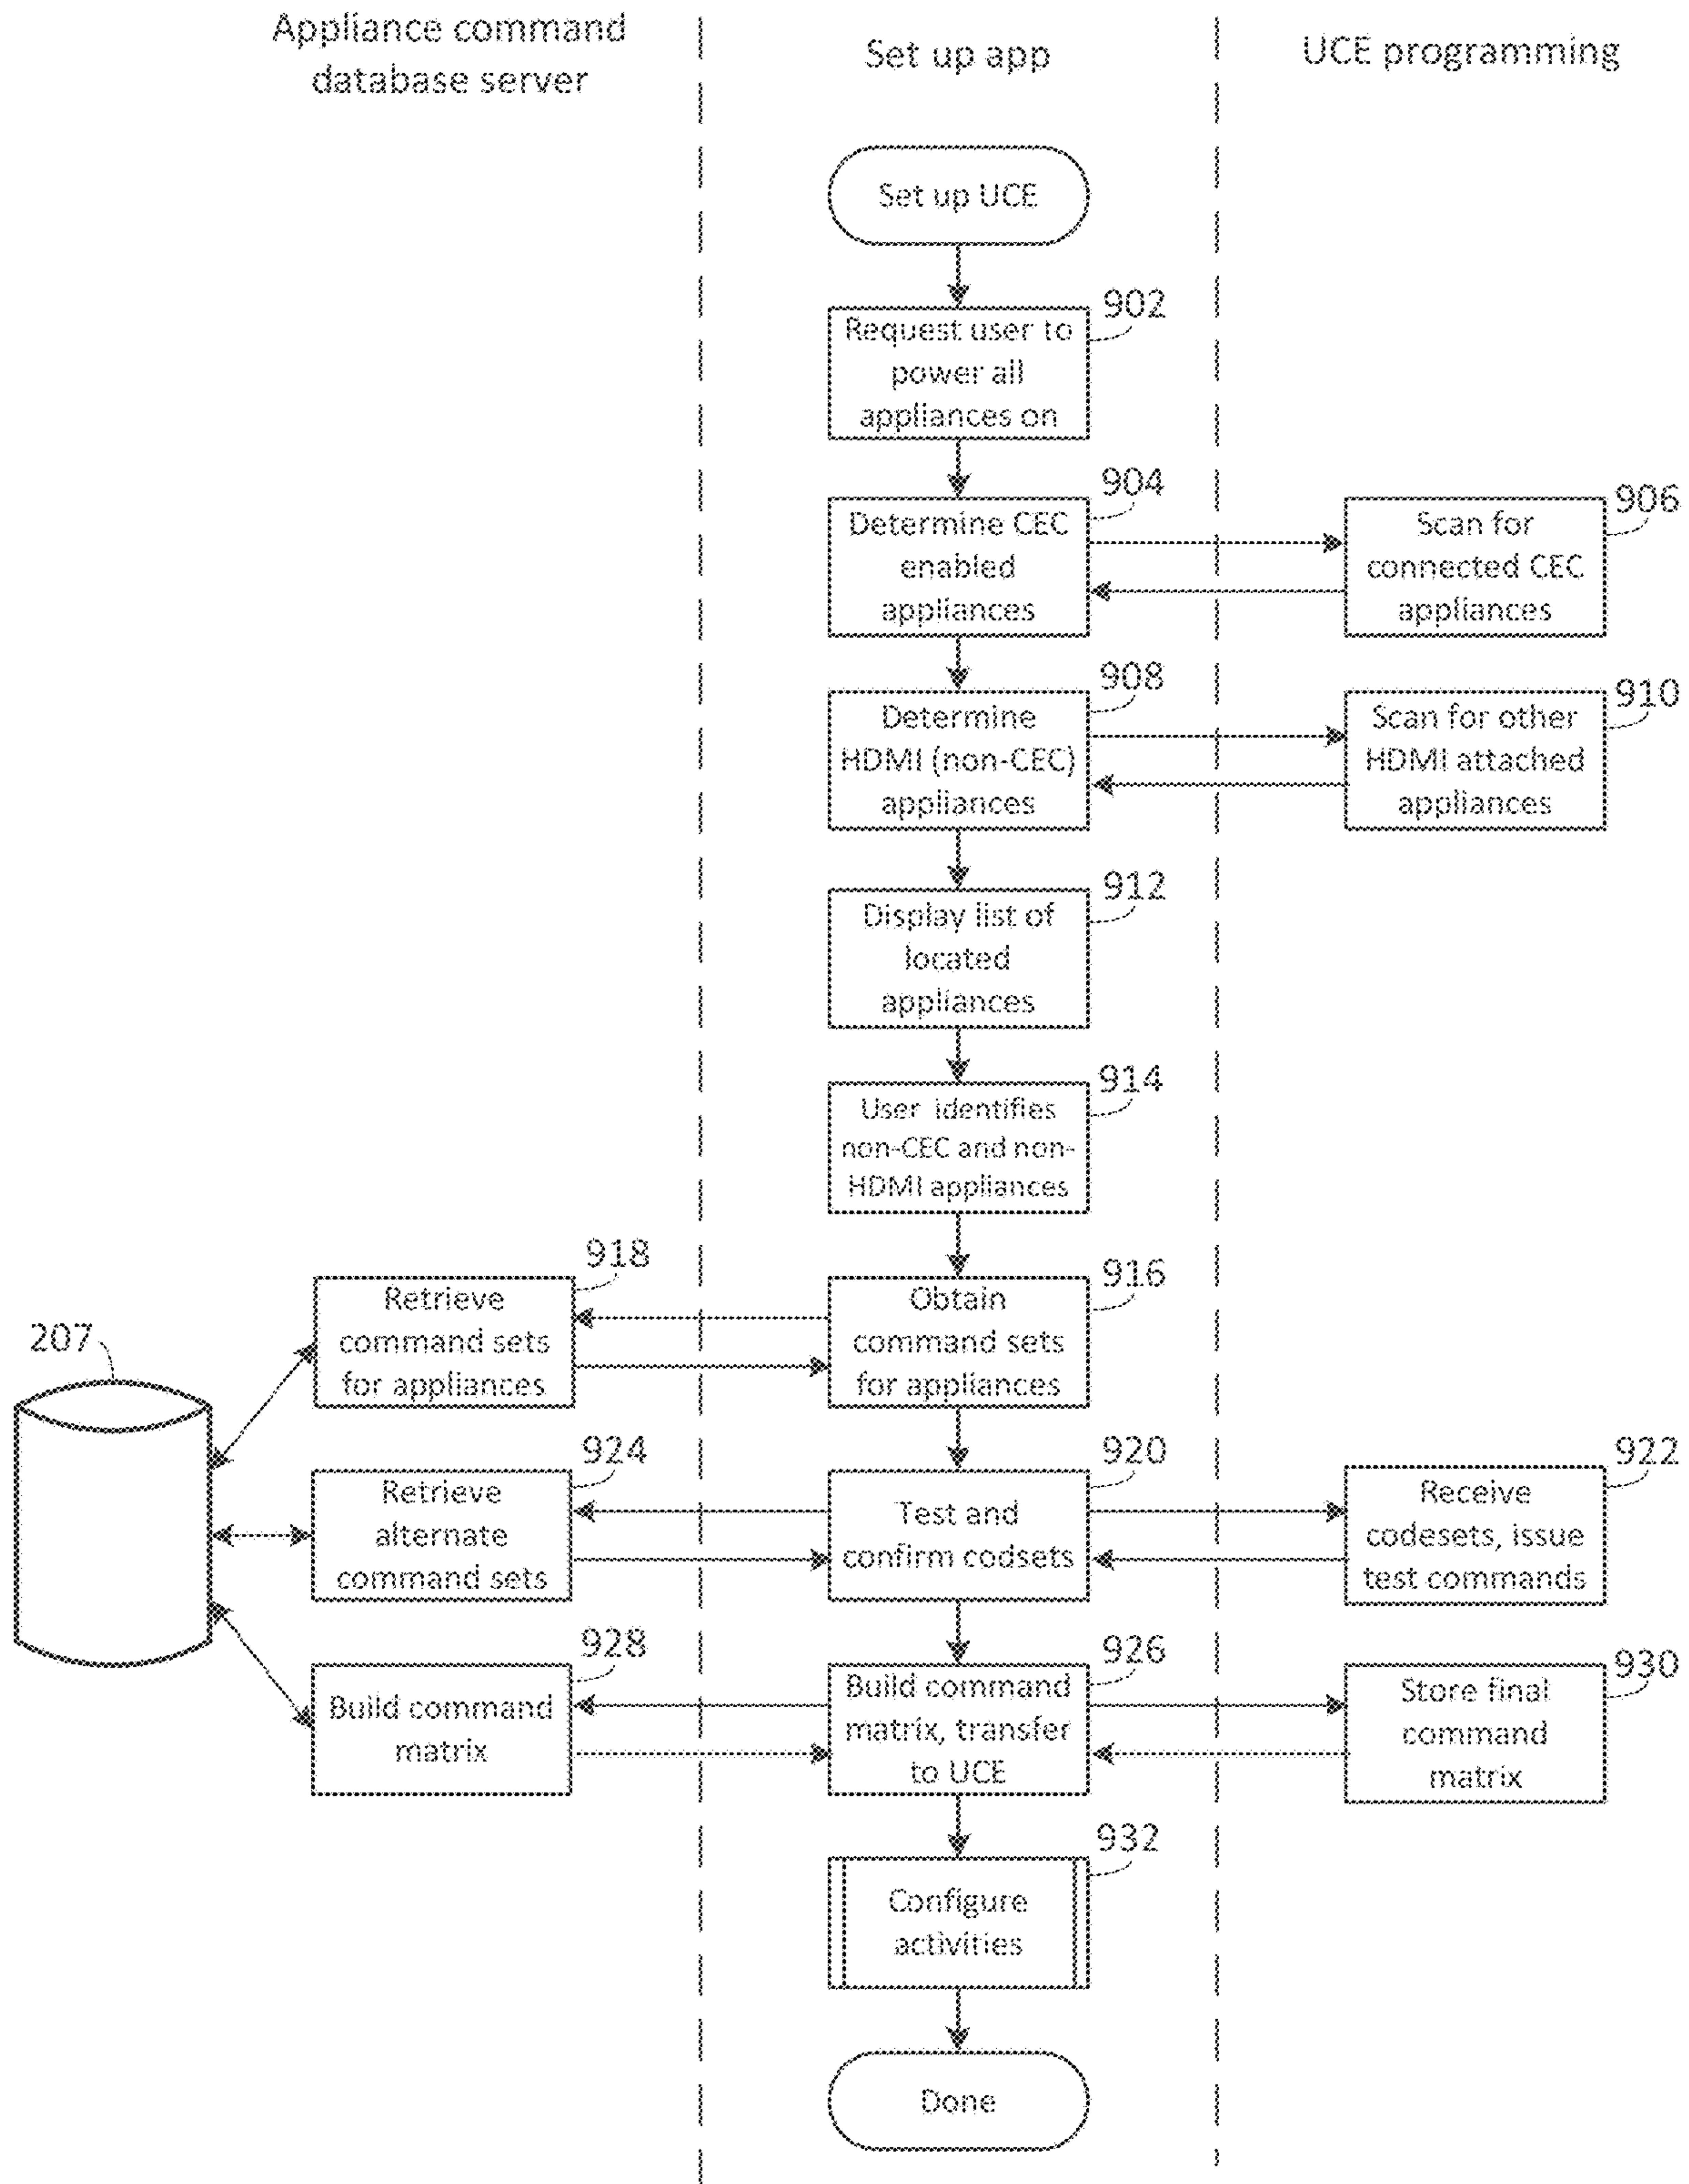 Appliance command
database server
Set up app
UCE programming
Set up UCE
902
Request user to
power all
appliances on
904
Determine CEC
enabled
appliances
906
Scan for
connected CEC
appliances
908
Determine
HDMI (non-CEC)
appliances
910
Scan for other
HDMI attached
appliances
912
Display list of
located
appliances
914
User identifies
non-CEC and non-
HDMI appliances
918
Retrieve
command sets
for appliances
916
Obtain
command sets
for appliances
207
924
Retrieve
alternate
command sets
920
Test and
confirm codsets
922
Receive
codesets, issue
test commands
928
Build command
matrix
926
Build command
matrix, transfer
to UCE
930
Store final
command
matrix
932
Configure
activities
Done